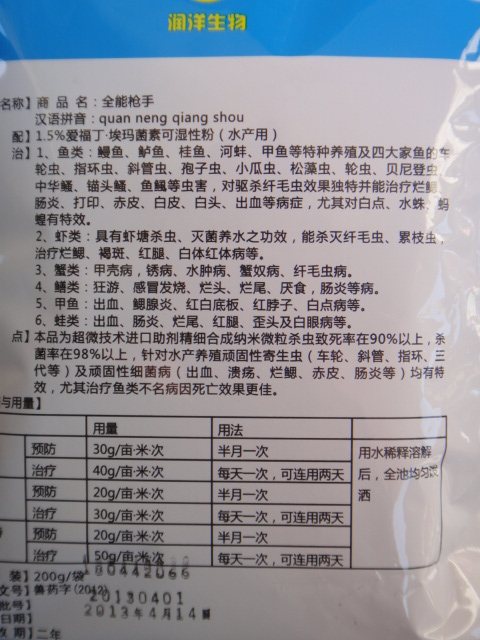 润洋生物
名称】商 品 名：全能枪手
汉语拼音：quan neng qiang shou
配】1.5%爱福丁·埃玛菌素可湿性粉（水产用）
治】1、鱼类：鳗鱼、鲈鱼、桂鱼、河蚌、甲鱼等特种养殖及四大家鱼的车
轮虫、指环虫、斜管虫、孢子虫、小瓜虫、松藻虫、轮虫、贝尼登虫
中华鳋、锚头鳋、鱼鲺等虫害，对驱杀纤毛虫效果独特并能治疗烂鳃、
肠炎、打印、赤皮、白皮、白头、出血等病症，尤其对白点、水蛛、蚂
蝗有特效。
2、虾类：具有虾塘杀虫、灭菌养水之功效，能杀灭纤毛虫、累枝虫，
治疗烂鳃、褐斑、红腿、白体红体病等。
3、蟹类：甲壳病，锈病、水肿病、蟹奴病、纤毛虫病。
4、鳝类：狂游、感冒发烧、烂头、烂尾、厌食，肠炎等病。
5、甲鱼：出血、鳃腺炎、红白底板、红脖子、白点病等。
6、蛙类：出血、肠炎、烂尾、红腿、歪头及白眼病等。
点】本品为超微技术进口助剂精细合成纳米微粒杀虫致死率在90%以上，杀
菌率在98%以上，针对水产养殖顽固性寄生虫（车轮、斜管、指环、三
代等）及顽固性细菌病（出血、溃疡、烂鳃、赤皮、肠炎等）均有特
效，尤其治疗鱼类不名病因死亡效果更佳。
与用量】
用量 用法
预防 30g/亩·米·次 半月一次
治疗 40g/亩·米·次 每天一次，可连用两天
预防 20g/亩·米·次 半月一次
治疗 30g/亩·米·次 每天一次，可连用两天
预防 20g/亩·米·次 半月一次
治疗 50g/亩·米·次 每天一次，可连用两天
用水稀释溶解
后，全池均匀泼
洒
装】200g/袋
文号】兽药字(2012)
180442066
批号】 20130401
日期】 2013年4月14日
效 期】二年